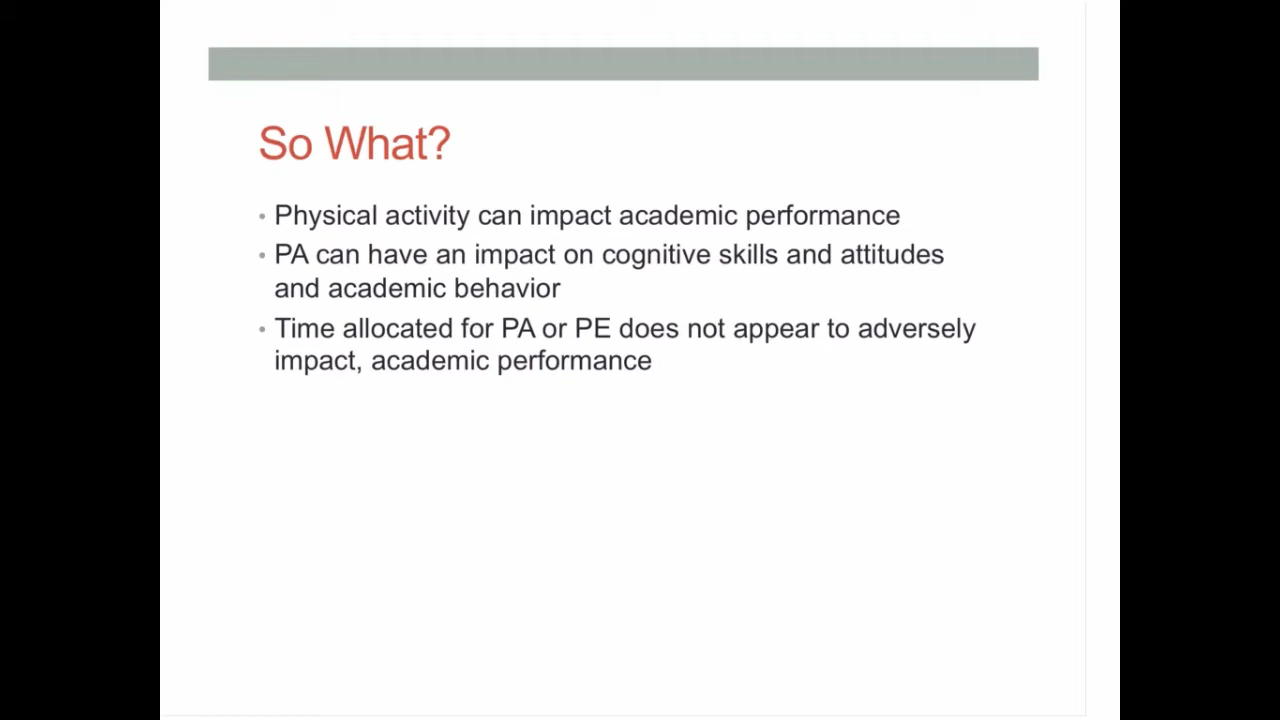 So What?
• Physical activity can impact academic performance
• PA can have an impact on cognitive skills and attitudes
and academic behavior
• Time allocated for PA or PE does not appear to adversely
impact, academic performance